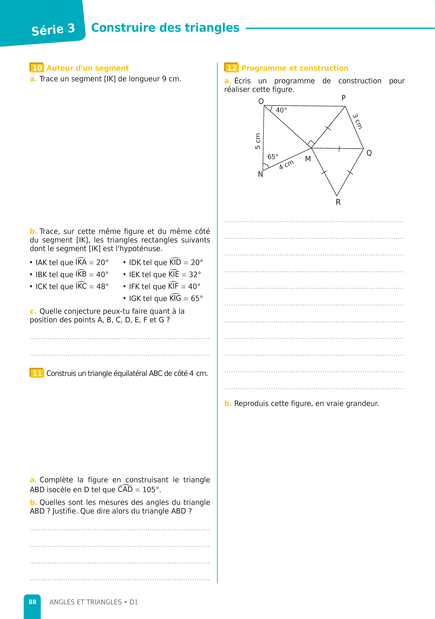 Série 3
Construire des triangles
10 Autour d'un segment
a. Trace un segment [IK] de longueur 9 cm.
b. Trace, sur cette même figure et du même côté
du segment [IK], les triangles rectangles suivants
dont le segment [IK] est l'hypoténuse.
• IAK tel que IKA = 20° • IDK tel que KID = 20°
• IBK tel que IKB = 40° • IEK tel que KIE = 32°
• ICK tel que IKC = 48° • IFK tel que KIF = 40°
• IGK tel que KIG = 65°
c. Quelle conjecture peux-tu faire quant à la
position des points A, B, C, D, E, F et G ?
11 Construis un triangle équilatéral ABC de côté 4 cm.
a. Complète la figure en construisant le triangle
ABD isocèle en D tel que CAD = 105°.
b. Quelles sont les mesures des angles du triangle
ABD ? Justifie. Que dire alors du triangle ABD ?
12 Programme et construction
a. Écris un programme de construction pour
réaliser cette figure.
O
P
40°
3 cm
5 cm
Q
65°
M
4 cm
N
R
b. Reproduis cette figure, en vraie grandeur.
88 ANGLES ET TRIANGLES • D1